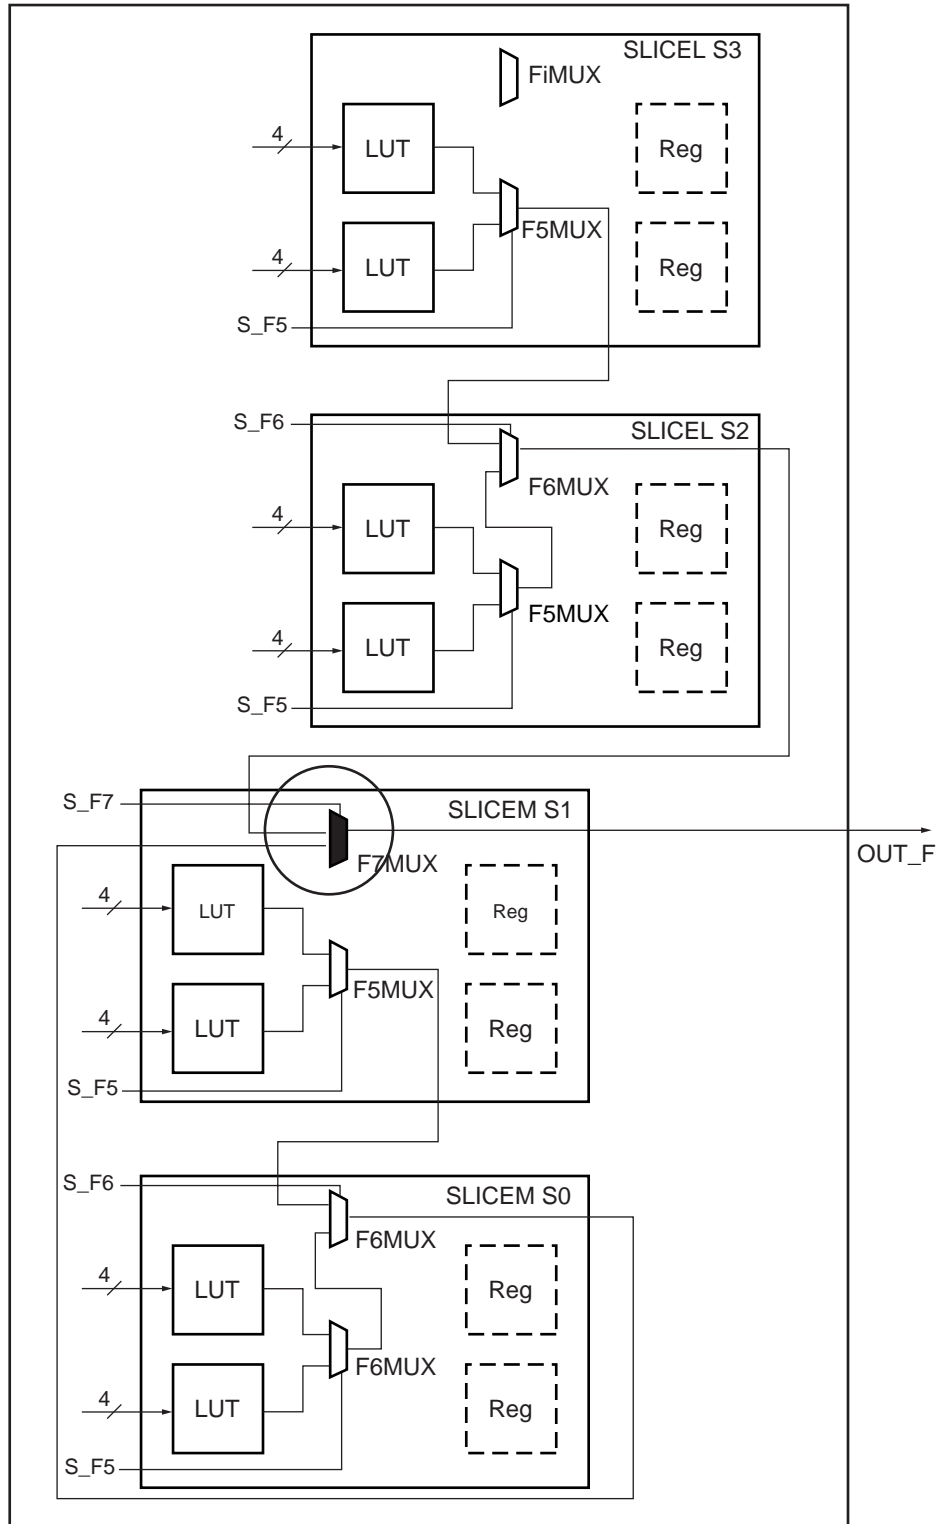 SLICEL S3
FiMUX
4
LUT
Reg
F5MUX
4
LUT
Reg
S_F5
S_F6
SLICEL S2
F6MUX
4
LUT
Reg
F5MUX
4
LUT
Reg
S_F5
S_F7
SLICEM S1
OUT_F
F7MUX
4
LUT
Reg
F5MUX
4
LUT
Reg
S_F5
S_F6
SLICEM S0
F6MUX
4
LUT
Reg
F6MUX
4
LUT
Reg
S_F5